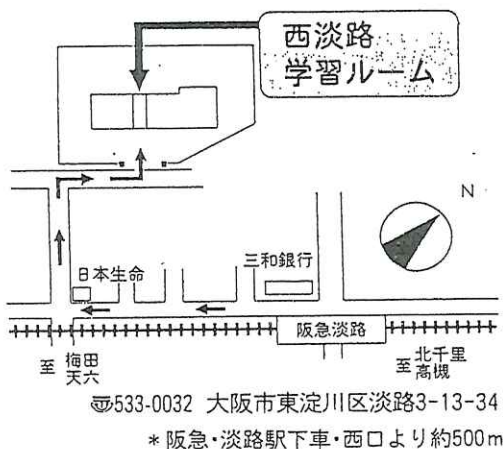 西淡路
学習ルーム
N
日本生命
三和銀行
阪急淡路
至 梅田
天六
至 北千里
高槻
〠533-0032 大阪市東淀川区淡路3-13-34
*阪急・淡路駅下車・西口より約500m